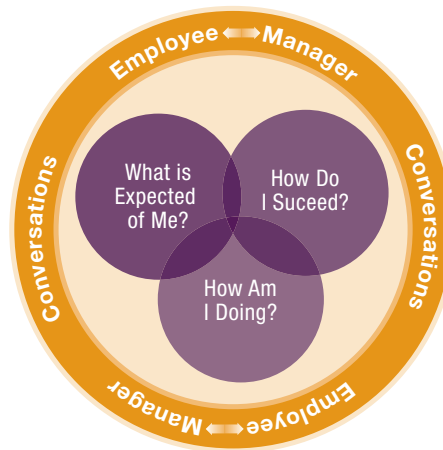 Employee Manager
Conversations
Conversations
What is
Expected
of Me?
How Do
I Suceed?
How Am
I Doing?
Employee Manager